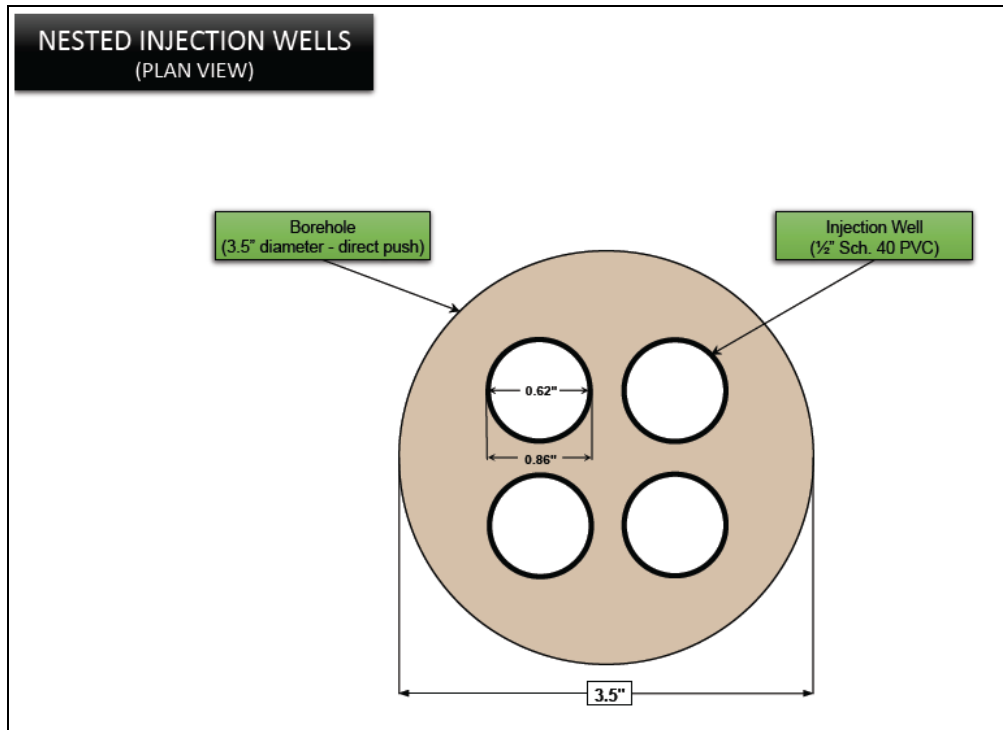 NESTED INJECTION WELLS
(PLAN VIEW)
Borehole
(3.5” diameter - direct push)
Injection Well
(½” Sch. 40 PVC)
0.62"
0.86"
3.5"